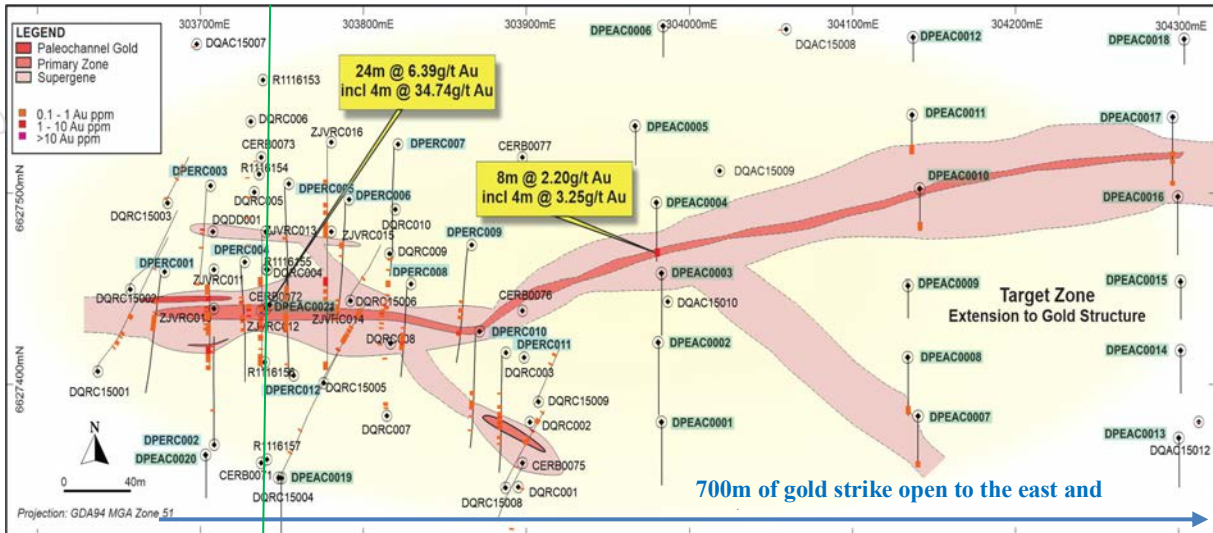 303700mE
303800mE
303900mE
304000mE
304100mE
304200mE
304300mE
LEGEND
Paleochannel Gold
Primary Zone
Supergene
0.1 - 1 Au ppm
1 - 10 Au ppm
>10 Au ppm
DQAC15007
R1116153
DQRC006
CERB0073
R1116154
DQRC005
24m @ 6.39g/t Au
incl 4m @ 34.74g/t Au
ZJVRC016
DPERC007
DPEAC0006
DQAC15008
DPEAC0012
DPEAC0018
DPEAC0005
DPEAC0011
DPEAC0017
CERB0077
8m @ 2.20g/t Au
incl 4m @ 3.25g/t Au
DQAC15009
DPEAC0004
DPEAC0010
DPEAC0016
6627500mN
DPERC003
DQRC15003
DQDD001
DPERC005
DPERC006
DQRC010
ZJVRC013
ZJVRC015
DQRC009
DPERC009
DPERC004
DPERC001
R1116155
DQRC004
ZJVRC011
DPERC008
DPEAC0003
DQAC15010
DPEAC0009
DPEAC0015
Target Zone
Extension to Gold Structure
DQRC15002
CERB0072
DPEAC0021
DQRC15006
CERB0076
ZJVRC01
ZJVRC012
ZJVRC014
DQRC008
DPERC010
DPERC011
DQRC003
DPEAC0002
DPEAC0008
DPEAC0014
6627400mN
DQRC15001
R1116156
DPERC012
DQRC15005
DQRC15009
DQRC007
DQRC002
DPEAC0001
DPEAC0007
DPEAC0013
DQAC15012
DPERC002
DPEAC0020
R1116157
CERB0071
DPEAC0019
DQRC15004
CERB0075
DQRC15008
DQRC001
N
0
40m
700m of gold strike open to the east and
Projection: GDA94 MGA Zone 51